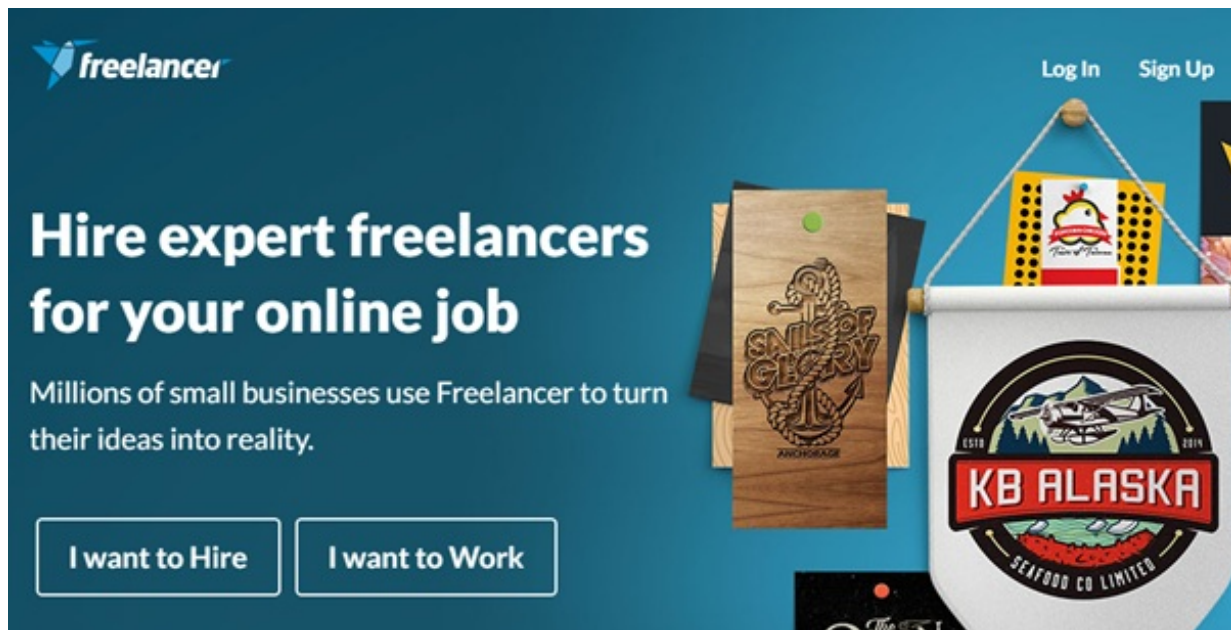 freelancer
Log In
Sign Up
Hire expert freelancers
for your online job
Millions of small businesses use Freelancer to turn
their ideas into reality.
I want to Hire
I want to Work
SAILS OF
GLORY
ANCHORAGE
ESTD
2014
KB ALASKA
SEAFOOD CO LIMITED
The